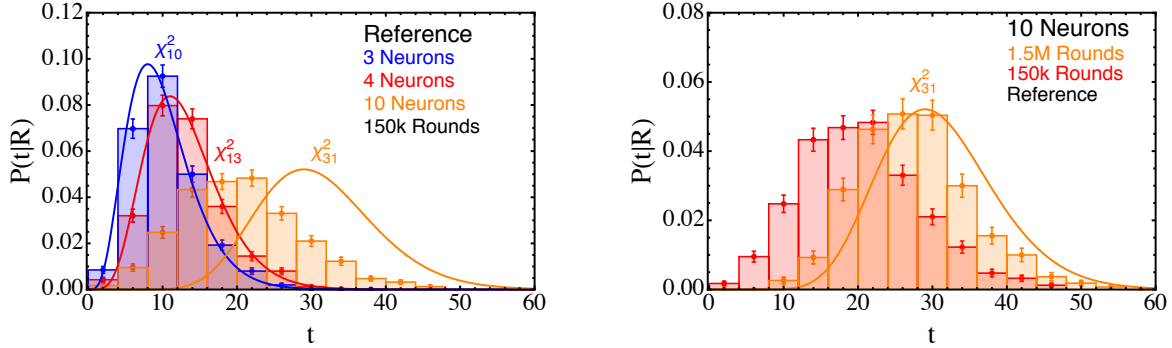 Reference
3 Neurons
4 Neurons
10 Neurons
150k Rounds
χ²₁₀
χ²₁₃
χ²₃₁
P(t|R)
0.12
0.10
0.08
0.06
0.04
0.02
0.00
0 10 20 30 40 50 60
t
10 Neurons
1.5M Rounds
150k Rounds
Reference
χ²₃₁
P(t|R)
0.08
0.06
0.04
0.02
0.00
0 10 20 30 40 50 60
t